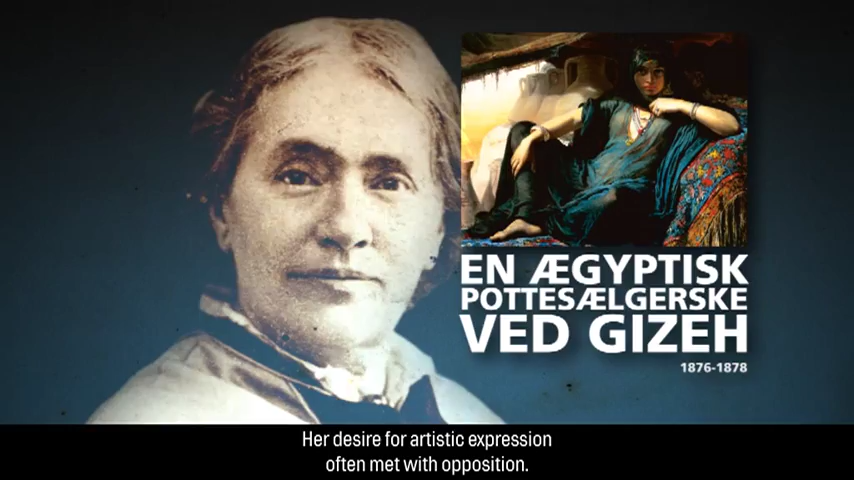 EN ÆGYPTISK
POTTESÆLGERSKE
VED GIZEH
1876-1878
Her desire for artistic expression
often met with opposition.